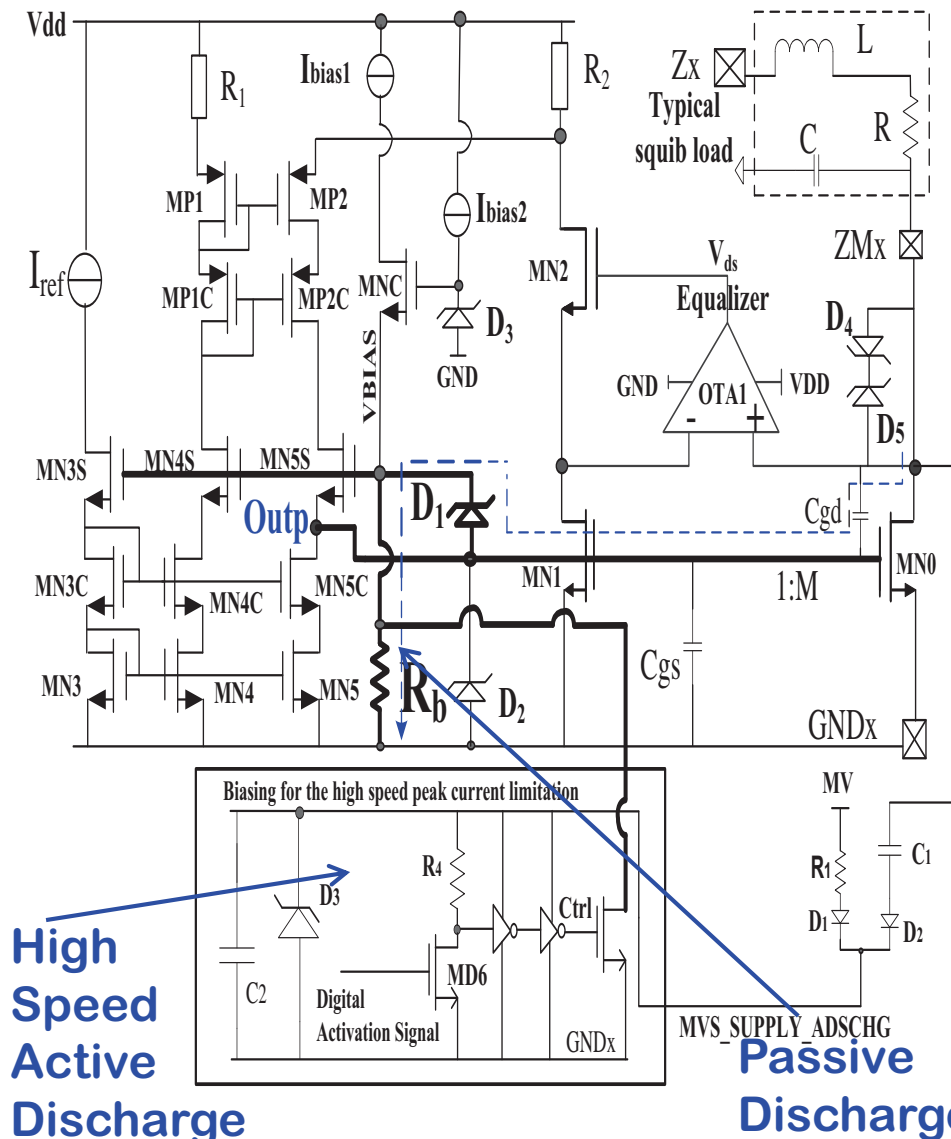 Vdd
Ibias1
R1
R2
Zx
L
Typical
squib load
R
C
MP1
MP2
Ibias2
ZMx
Iref
MP1C
MP2C
MNC
D3
GND
VBIAS
MN2
Vds
Equalizer
GND
OTA1
VDD
- +
D4
D5
MN3S
MN4S
MN5S
D1
Outp
Cgd
MN3C
MN4C
MN5C
MN1
1:M
MN0
MN3
MN4
MN5
Rb
D2
Cgs
GNDx
Biasing for the high speed peak current limitation
MV
R4
D3
Ctrl
R1
C1
D1
D2
C2
MD6
Digital
Activation Signal
GNDx
MVS_SUPPLY_ADSCHG
High
Speed
Active
Discharge
Passive
Discharge